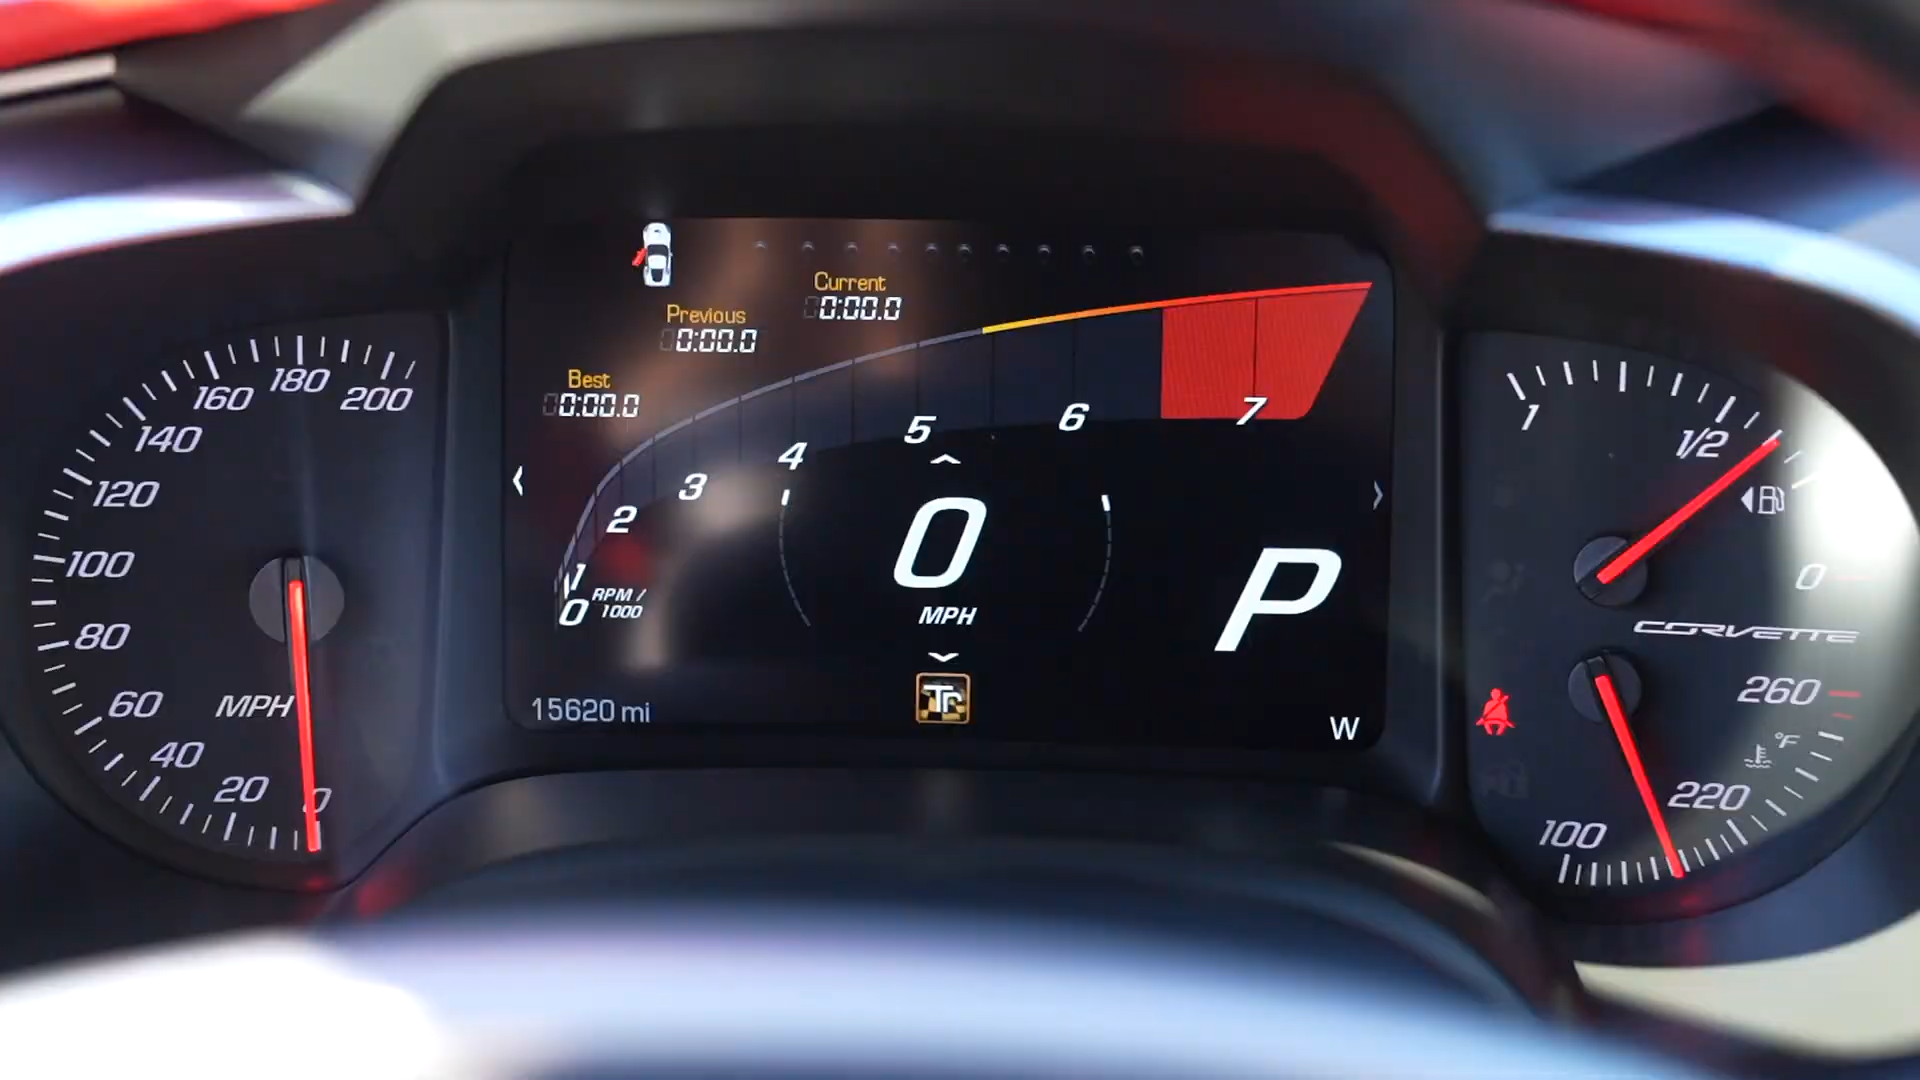 200
180
160
140
120
100
80
60
40
20
0
MPH
Current
0:00.0
Previous
0:00.0
Best
0:00.0
0
1
2
3
4
5
6
7
RPM /
1000
0
MPH
P
15620 mi
W
1
1/2
0
CORVETTE
260
°F
220
100